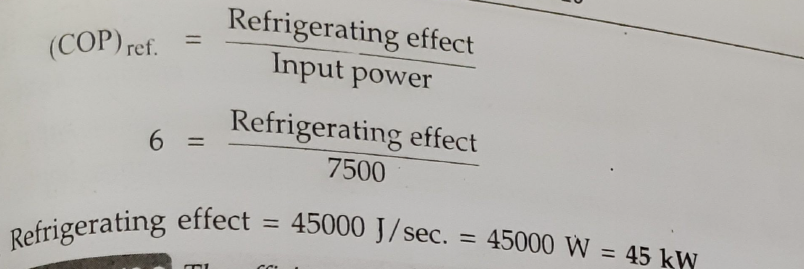 (COP) ref. = Refrigerating effect
Input power
6 = Refrigerating effect
7500
Refrigerating effect = 45000 J/sec. = 45000 W = 45 kW